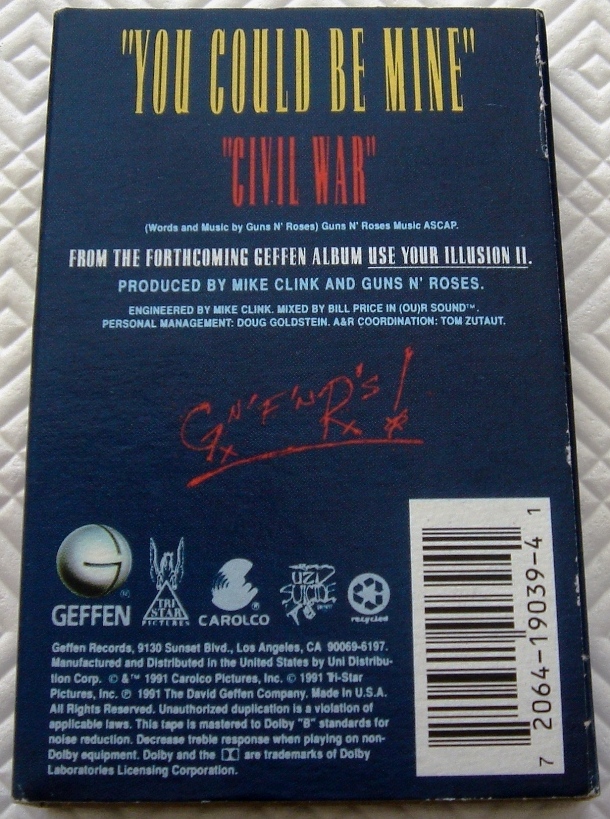 "YOU COULD BE MINE"
"CIVIL WAR"
(Words and Music by Guns N' Roses) Guns N' Roses Music ASCAP.
FROM THE FORTHCOMING GEFFEN ALBUM USE YOUR ILLUSION II.
PRODUCED BY MIKE CLINK AND GUNS N' ROSES.
ENGINEERED BY MIKE CLINK. MIXED BY BILL PRICE IN (OU)R SOUND™.
PERSONAL MANAGEMENT: DOUG GOLDSTEIN. A&R COORDINATION: TOM ZUTAUT.
G N' F' N' R's!
GEFFEN
TRI
STAR
PICTURES
CAROLCO®
UZI
SUICIDE
recycled
Geffen Records, 9130 Sunset Blvd., Los Angeles, CA 90069-6197.
Manufactured and Distributed in the United States by Uni Distribu-
tion Corp. © &™ 1991 Carolco Pictures, Inc. © 1991 Tri-Star
Pictures, Inc. ℗ 1991 The David Geffen Company. Made In U.S.A.
All Rights Reserved. Unauthorized duplication is a violation of
applicable laws. This tape is mastered to Dolby "B" standards for
noise reduction. Decrease treble response when playing on non-
Dolby equipment. Dolby and the are trademarks of Dolby
Laboratories Licensing Corporation.
7 2064-19039-4 1